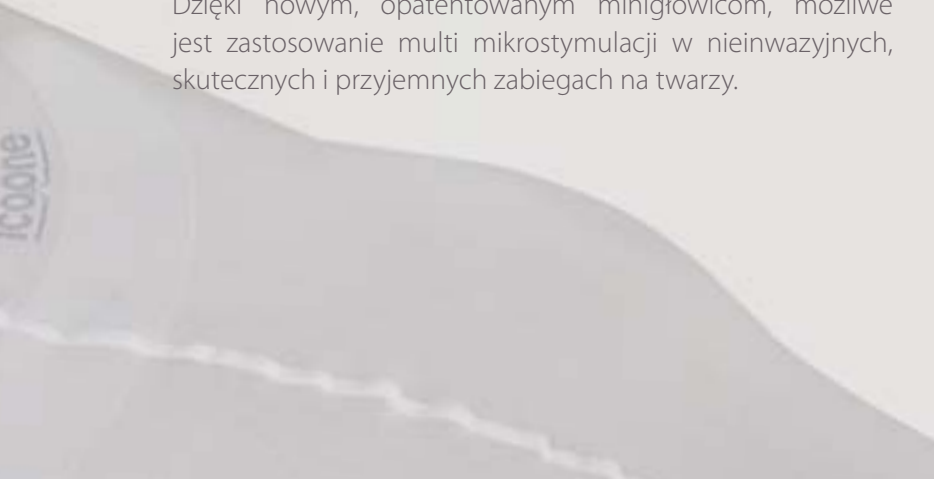 Dzięki nowym, opatentowanym minigłowicom, możliwe
jest zastosowanie multi mikrostymulacji w nieinwazyjnych,
skutecznych i przyjemnych zabiegach na twarzy.
icoone